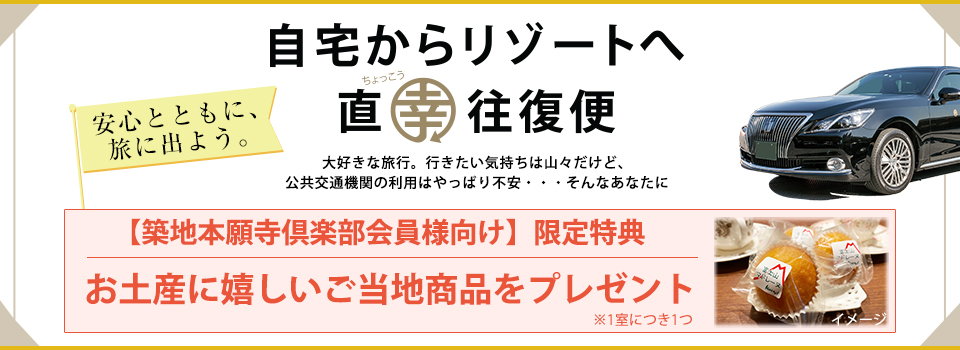 自宅からリゾートへ
ちょっこう
直幸往復便
安心とともに、
旅に出よう。
大好きな旅行。行きたい気持ちは山々だけど、
公共交通機関の利用はやっぱり不安・・・そんなあなたに
【築地本願寺倶楽部会員様向け】限定特典
お土産に嬉しいご当地商品をプレゼント
※1室につき1つ
イメージ